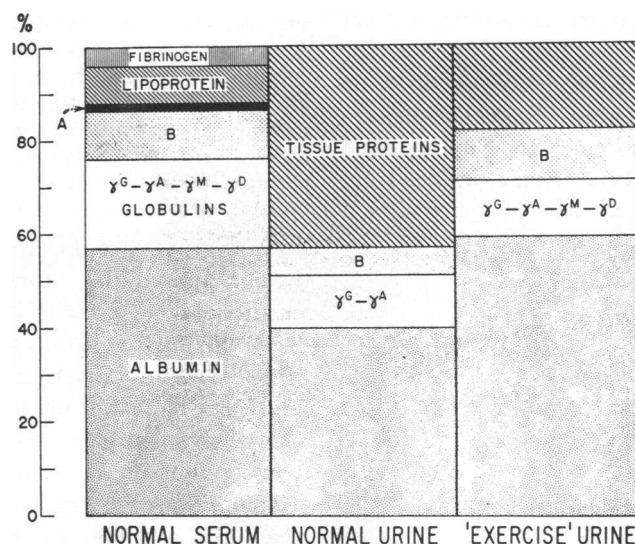 %
100
80
60
40
20
0
FIBRINOGEN
LIPOPROTEIN
A
B
γG – γA – γM – γD
GLOBULINS
ALBUMIN
TISSUE PROTEINS
B
γG – γA
B
γG – γA – γM – γD
NORMAL SERUM
NORMAL URINE
'EXERCISE' URINE